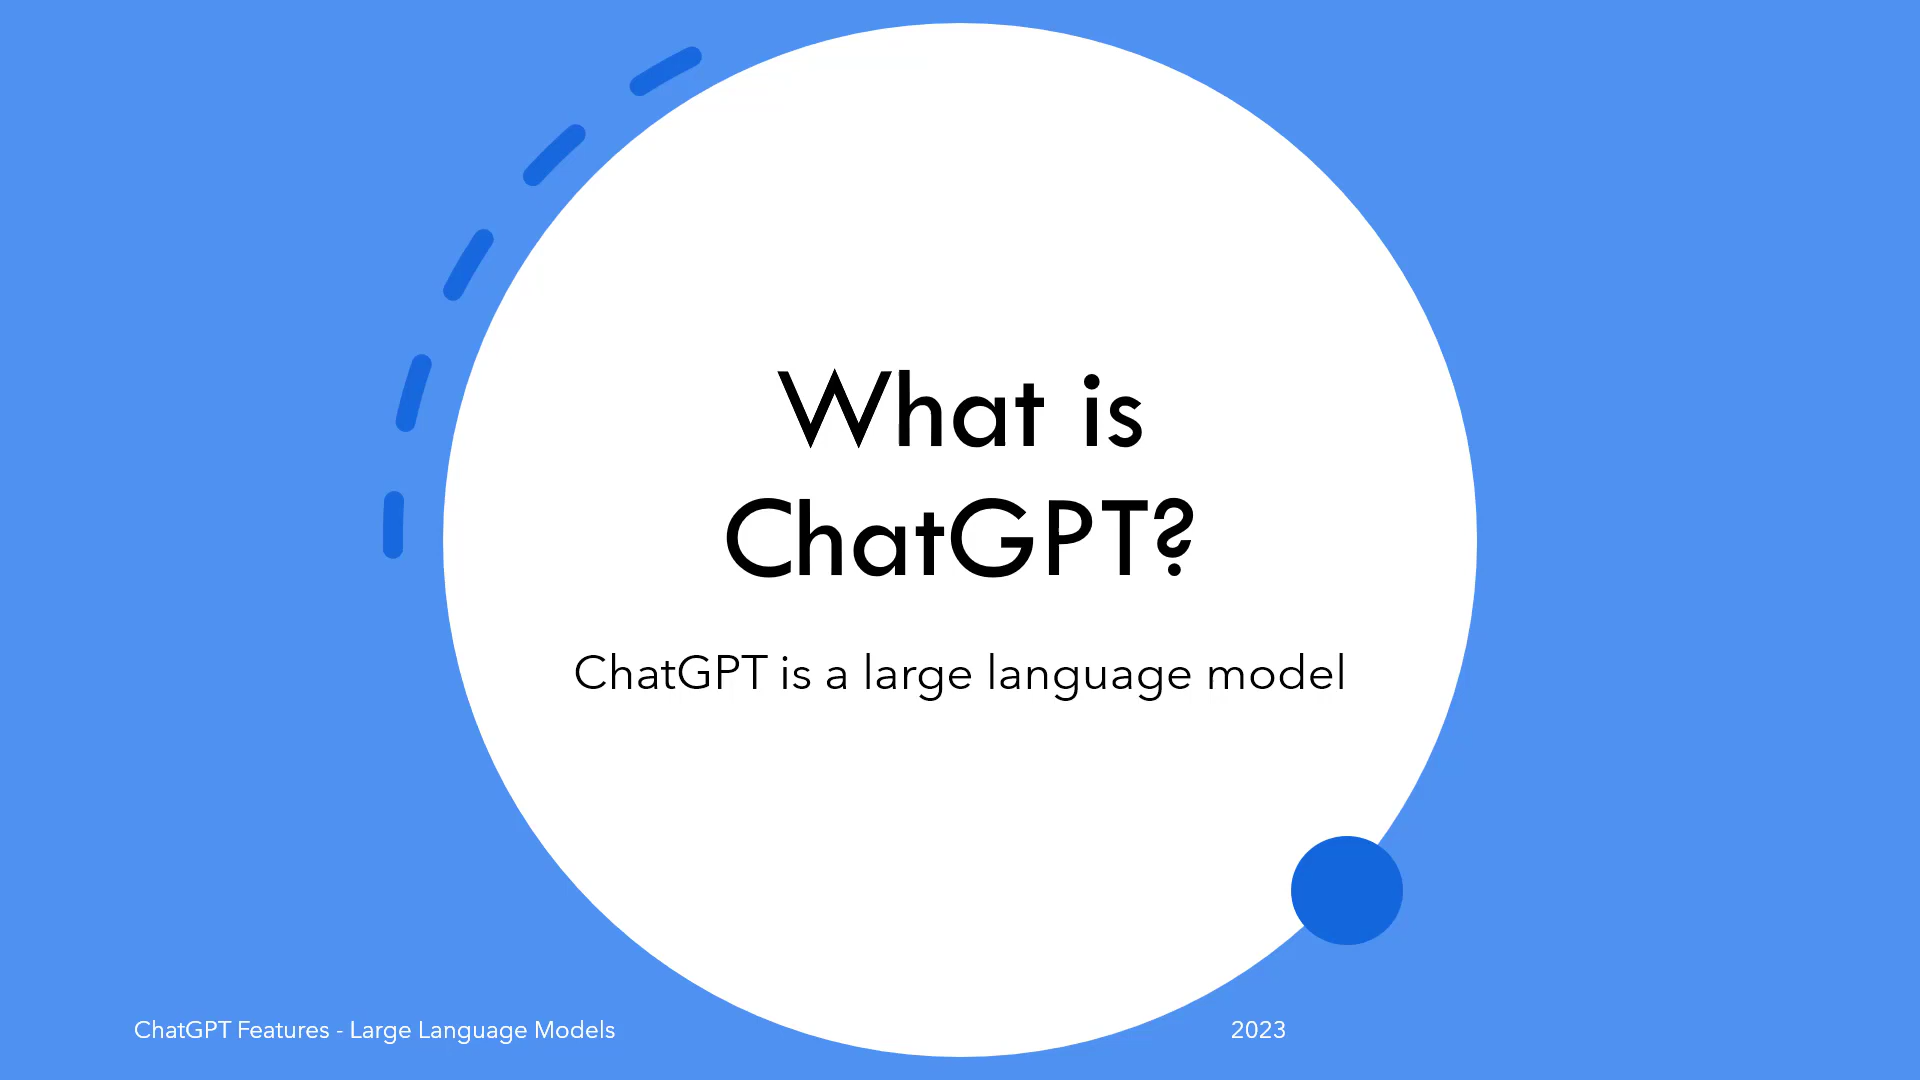 What is
ChatGPT?
ChatGPT is a large language model
ChatGPT Features - Large Language Models
2023